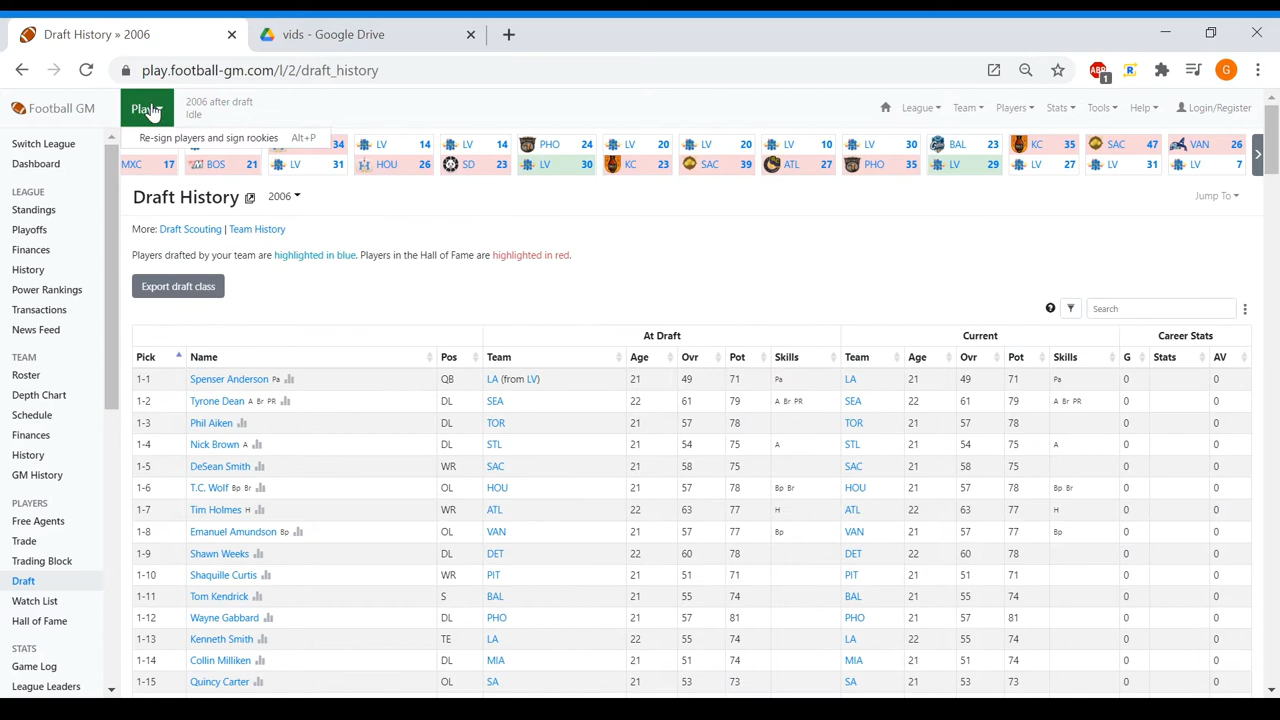 Draft History » 2006
vids - Google Drive
play.football-gm.com/l/2/draft_history
ABP 1
R
G
Football GM
Play
2006 after draft
Idle
League Team Players Stats Tools Help Login/Register
Re-sign players and sign rookies Alt+P
34 LV 14 LV 14 PHO 24 LV 20 LV 20 LV 10 LV 30 BAL 23 KC 35 SAC 47 VAN 26
MXC 17 BOS 21 LV 31 HOU 26 SD 23 LV 30 KC 23 SAC 39 ATL 27 PHO 35 LV 29 LV 27 LV 31 LV 7
Switch League
Dashboard
LEAGUE
Standings
Playoffs
Finances
History
Power Rankings
Transactions
News Feed
TEAM
Roster
Depth Chart
Schedule
Finances
History
GM History
PLAYERS
Free Agents
Trade
Trading Block
Draft
Watch List
Hall of Fame
STATS
Game Log
League Leaders
Draft History 2006
Jump To
More: Draft Scouting | Team History
Players drafted by your team are highlighted in blue. Players in the Hall of Fame are highlighted in red.
Export draft class
Search
At Draft Current Career Stats
Pick Name Pos Team Age Ovr Pot Skills Team Age Ovr Pot Skills G Stats AV
1-1 Spenser Anderson Pa QB LA (from LV) 21 49 71 Pa LA 21 49 71 Pa 0 0
1-2 Tyrone Dean A Br PR DL SEA 22 61 79 A Br PR SEA 22 61 79 A Br PR 0 0
1-3 Phil Aiken DL TOR 21 57 78 TOR 21 57 78 0 0
1-4 Nick Brown A DL STL 21 54 75 A STL 21 54 75 A 0 0
1-5 DeSean Smith WR SAC 21 58 75 SAC 21 58 75 0 0
1-6 T.C. Wolf Bp Br OL HOU 21 57 78 Bp Br HOU 21 57 78 Bp Br 0 0
1-7 Tim Holmes H WR ATL 22 63 77 H ATL 22 63 77 H 0 0
1-8 Emanuel Amundson Bp OL VAN 22 57 77 Bp VAN 22 57 77 Bp 0 0
1-9 Shawn Weeks DL DET 22 60 78 DET 22 60 78 0 0
1-10 Shaquille Curtis WR PIT 21 51 71 PIT 21 51 71 0 0
1-11 Tom Kendrick S BAL 21 55 74 BAL 21 55 74 0 0
1-12 Wayne Gabbard DL PHO 21 57 81 PHO 21 57 81 0 0
1-13 Kenneth Smith TE LA 22 55 74 LA 22 55 74 0 0
1-14 Collin Milliken DL MIA 21 51 74 MIA 21 51 74 0 0
1-15 Quincy Carter OL SA 21 53 73 SA 21 53 73 0 0